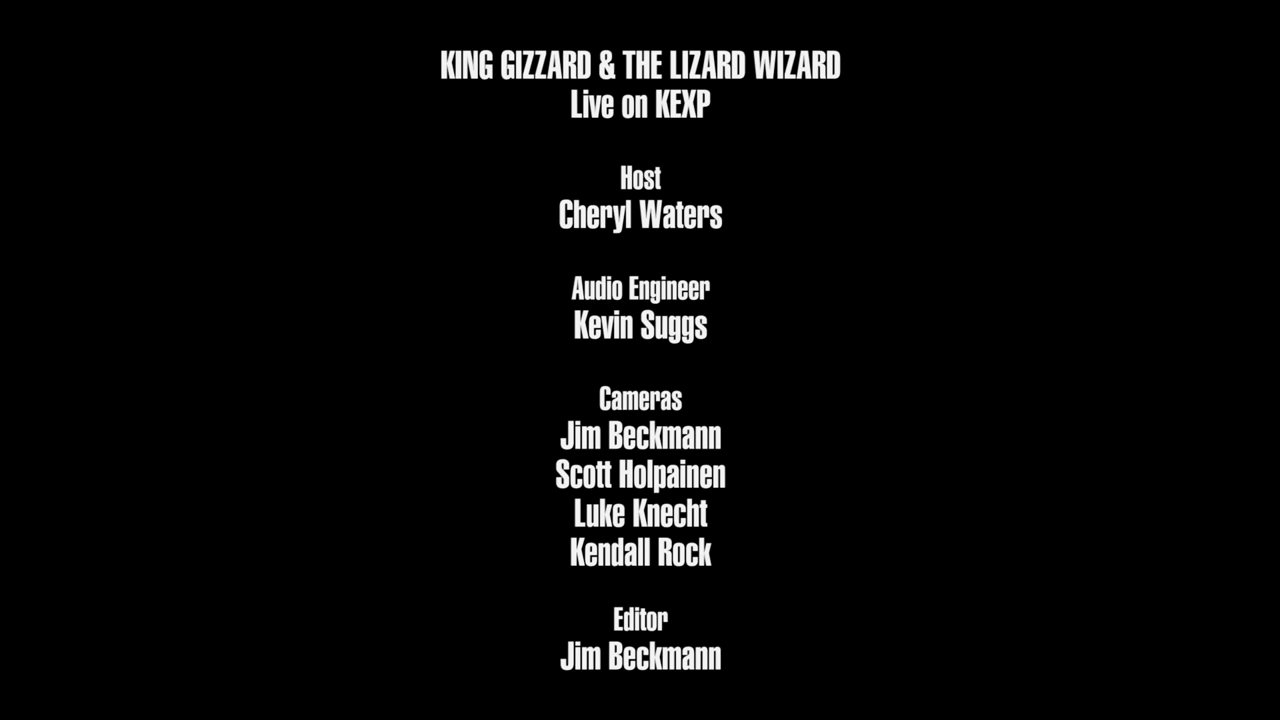 KING GIZZARD & THE LIZARD WIZARD
Live on KEXP
Host
Cheryl Waters
Audio Engineer
Kevin Suggs
Cameras
Jim Beckmann
Scott Holpainen
Luke Knecht
Kendall Rock
Editor
Jim Beckmann